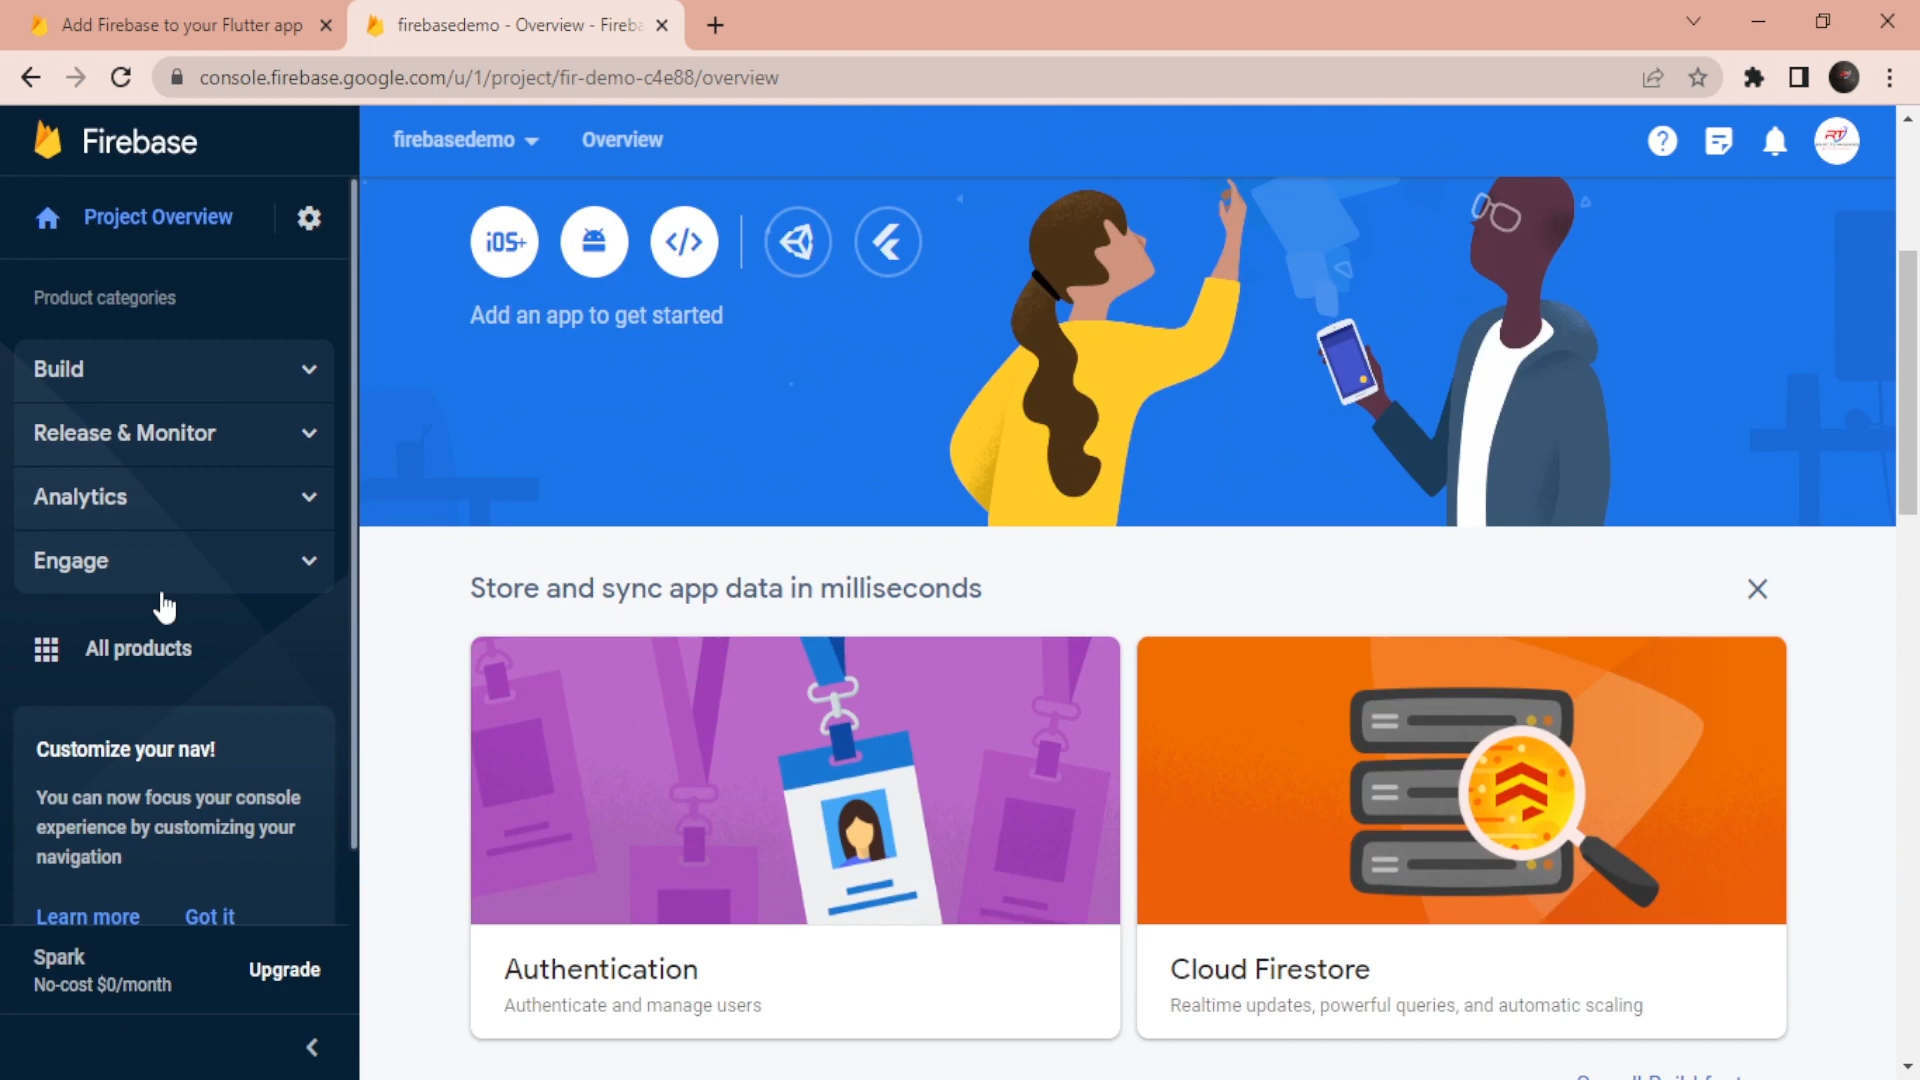 Add Firebase to your Flutter app
firebasedemo - Overview - Fireba
console.firebase.google.com/u/1/project/fir-demo-c4e88/overview
Firebase
firebasedemo
Overview
RT
Project Overview
iOS+
Add an app to get started
Product categories
Build
Release & Monitor
Analytics
Engage
All products
Store and sync app data in milliseconds
Customize your nav!
You can now focus your console
experience by customizing your
navigation
Learn more Got it
Spark
No-cost $0/month
Upgrade
Authentication
Authenticate and manage users
Cloud Firestore
Realtime updates, powerful queries, and automatic scaling